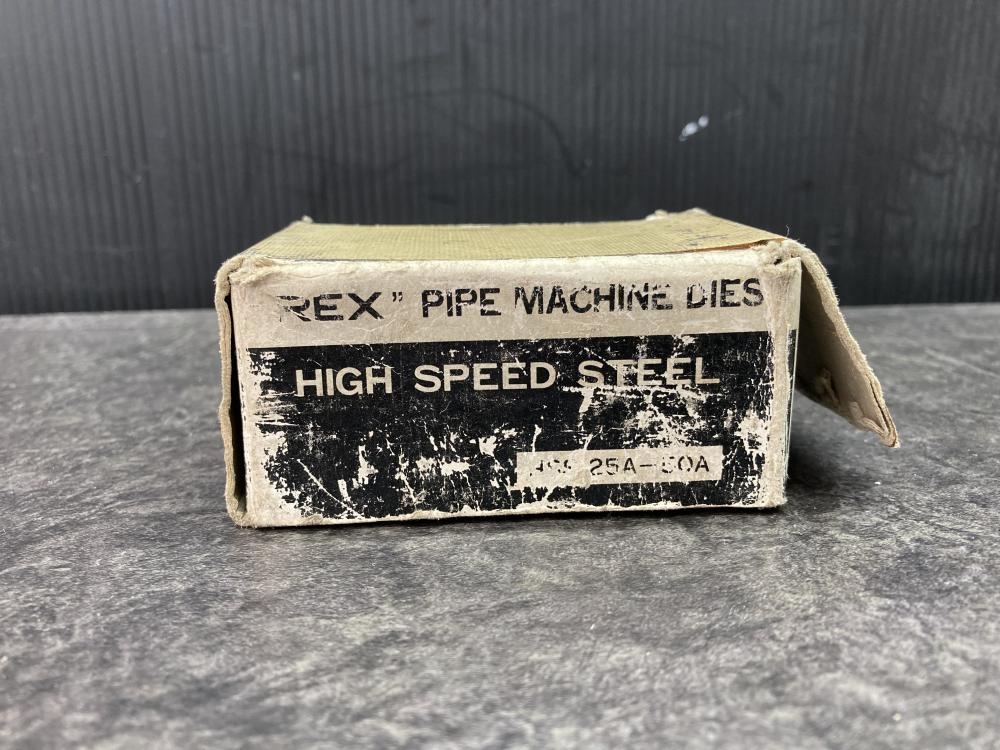 REX" PIPE MACHINE DIES
HIGH SPEED STEEL
25A-50A